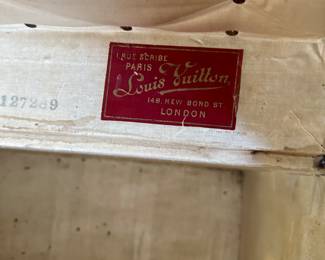 1 RUE SCRIBE
PARIS
Louis Vuitton
149, NEW BOND ST
LONDON
127289